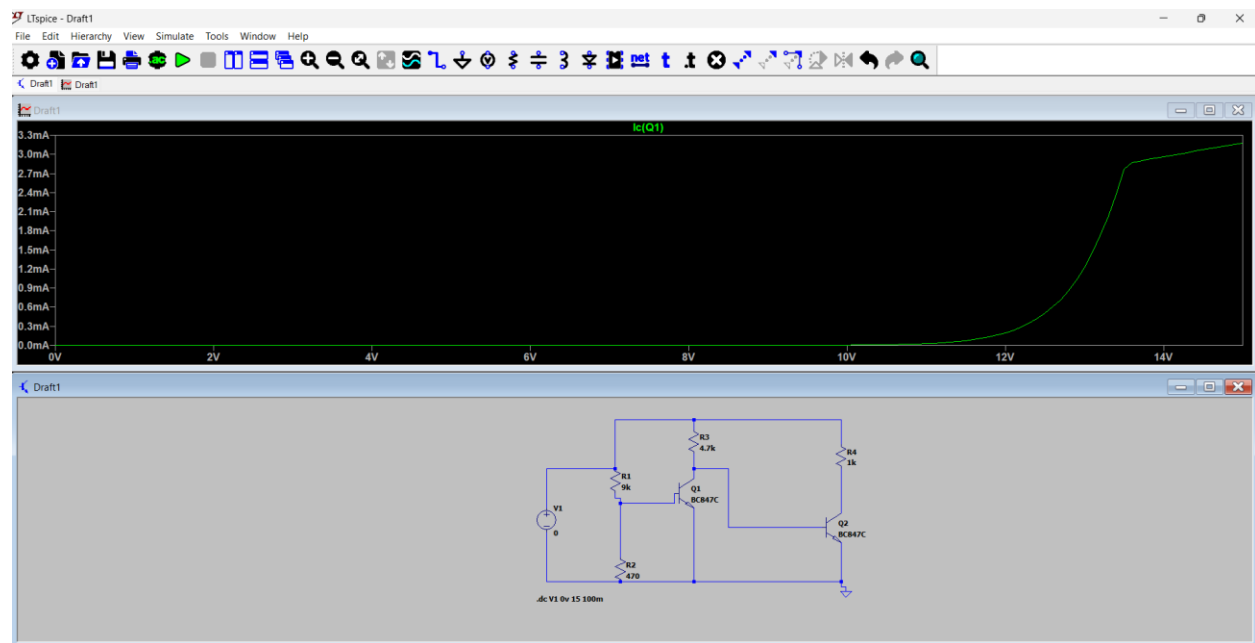 LTspice - Draft1
File Edit Hierarchy View Simulate Tools Window Help
.ac net t .t
Draft1 Draft1
Draft1
Ic(Q1)
3.3mA
3.0mA
2.7mA
2.4mA
2.1mA
1.8mA
1.5mA
1.2mA
0.9mA
0.6mA
0.3mA
0.0mA
0V 2V 4V 6V 8V 10V 12V 14V
Draft1
R3
4.7k
R4
1k
R1
9k
Q1
BC847C
V1
0
Q2
BC847C
R2
470
.dc V1 0v 15 100m